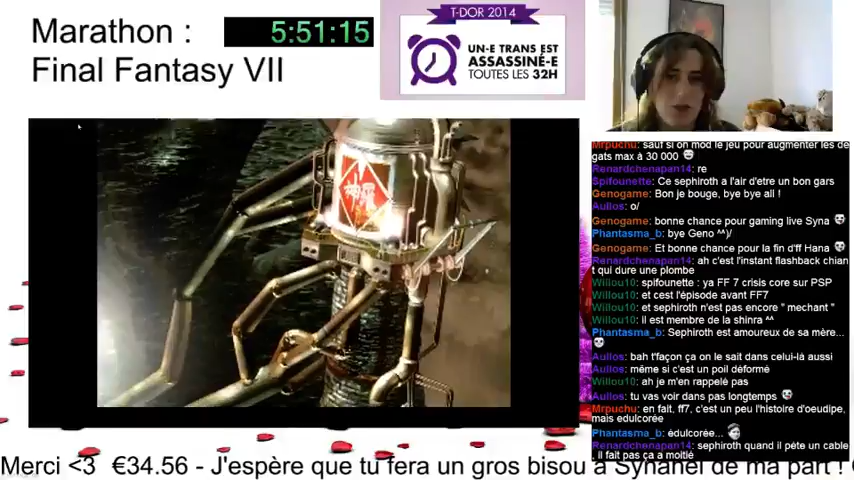 Marathon :
5:51:15
Final Fantasy VII
T-DOR 2014
UN-E TRANS EST
ASSASSINÉ-E
TOUTES LES 32H
神羅
Mrpuchu: sauf si on mod le jeu pour augmenter les de
gats max à 30 000
Renardchenapan14: re
Spifounette: Ce sephiroth a l'air d'etre un bon gars
Genogame: Bon je bouge, bye bye all !
Aulios: o/
Genogame: bonne chance pour gaming live Syna
Phantasma_b: bye Geno ^^)/
Genogame: Et bonne chance pour la fin d'ff Hana
Renardchenapan14: ah c'est l'instant flashback chian
t qui dure une plombe
Willou10: spifounette : ya FF 7 crisis core sur PSP
Willou10: et cest l'épisode avant FF7
Willou10: et sephiroth n'est pas encore " mechant "
Willou10: il est membre de la shinra ^^
Phantasma_b: Sephiroth est amoureux de sa mère...
Aulios: bah t'façon ça on le sait dans celui-là aussi
Aulios: même si c'est un poil déformé
Willou10: ah je m'en rappelé pas
Aulios: tu vas voir dans pas longtemps
Mrpuchu: en fait, ff7, c'est un peu l'histoire d'oeudipe,
mais edulcorée
Phantasma_b: édulcorée...
Renardchenapan14: sephiroth quand il pète un cable
, il fait pas ça a moitié
Merci <3 €34.56 - J'espère que tu fera un gros bisou a Synahel de ma part !